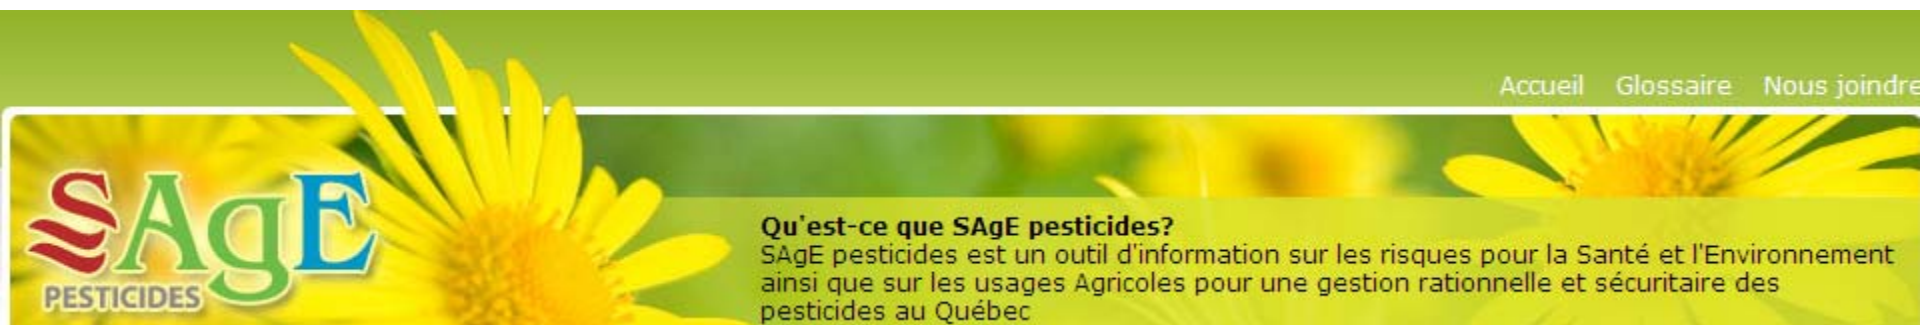 Accueil Glossaire Nous joindre
SAgE
PESTICIDES
Qu'est-ce que SAgE pesticides?
SAgE pesticides est un outil d'information sur les risques pour la Santé et l'Environnement
ainsi que sur les usages Agricoles pour une gestion rationnelle et sécuritaire des
pesticides au Québec